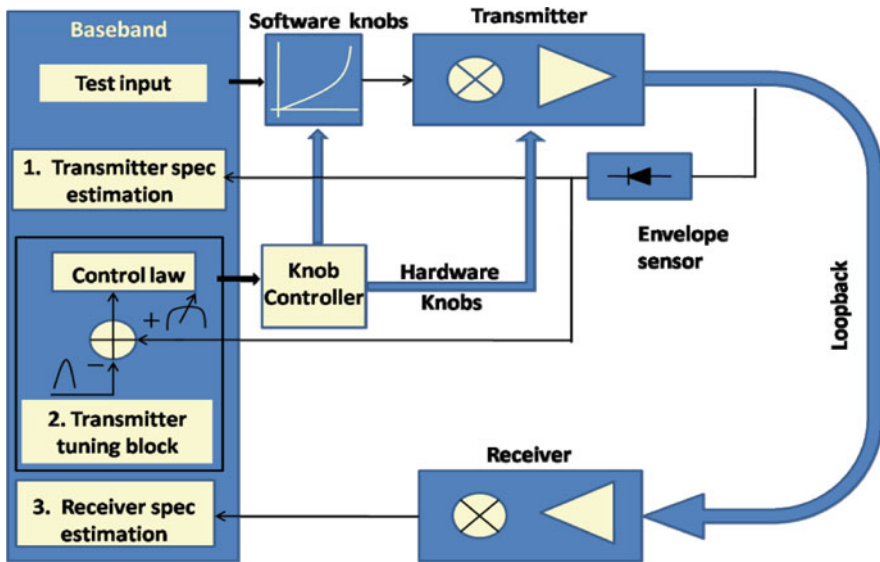 Baseband
Software knobs
Transmitter
Test input
1. Transmitter spec
estimation
Envelope
sensor
Control law
Knob
Controller
Hardware
Knobs
+
−
2. Transmitter
tuning block
Loopback
Receiver
3. Receiver spec
estimation